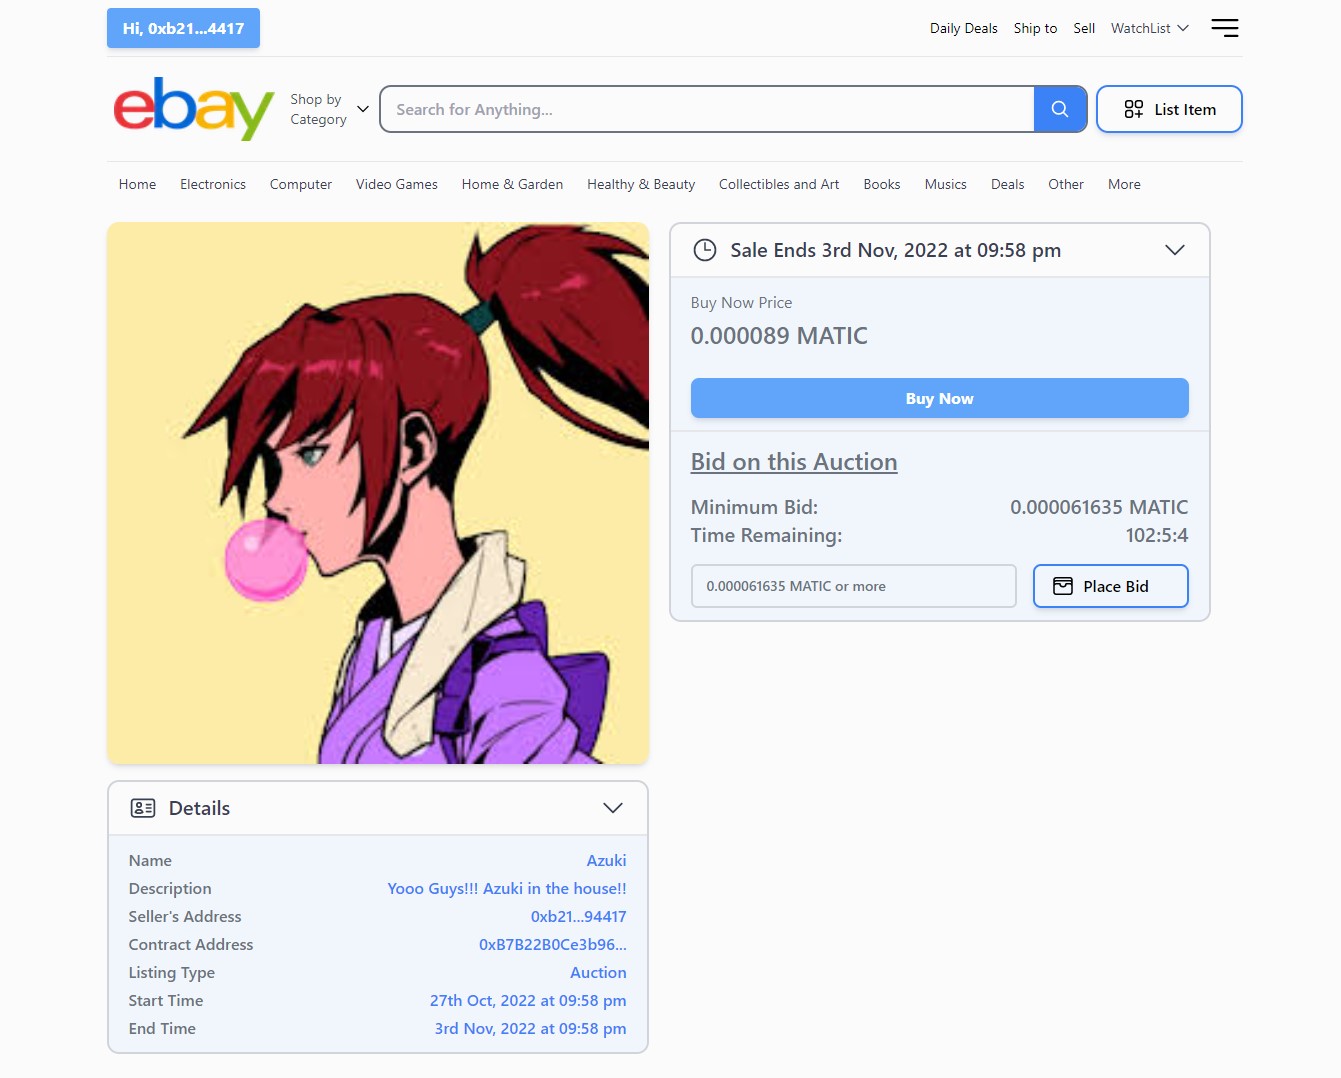 Hi, 0xb21...4417
Daily Deals Ship to Sell WatchList
ebay
Shop by
Category
Search for Anything...
List Item
Home Electronics Computer Video Games Home & Garden Healthy & Beauty Collectibles and Art Books Musics Deals Other More
Sale Ends 3rd Nov, 2022 at 09:58 pm
Buy Now Price
0.000089 MATIC
Buy Now
Bid on this Auction
Minimum Bid: 0.000061635 MATIC
Time Remaining: 102:5:4
0.000061635 MATIC or more
Place Bid
Details
Name Azuki
Description Yooo Guys!!! Azuki in the house!!
Seller's Address 0xb21...94417
Contract Address 0xB7B22B0Ce3b96...
Listing Type Auction
Start Time 27th Oct, 2022 at 09:58 pm
End Time 3rd Nov, 2022 at 09:58 pm